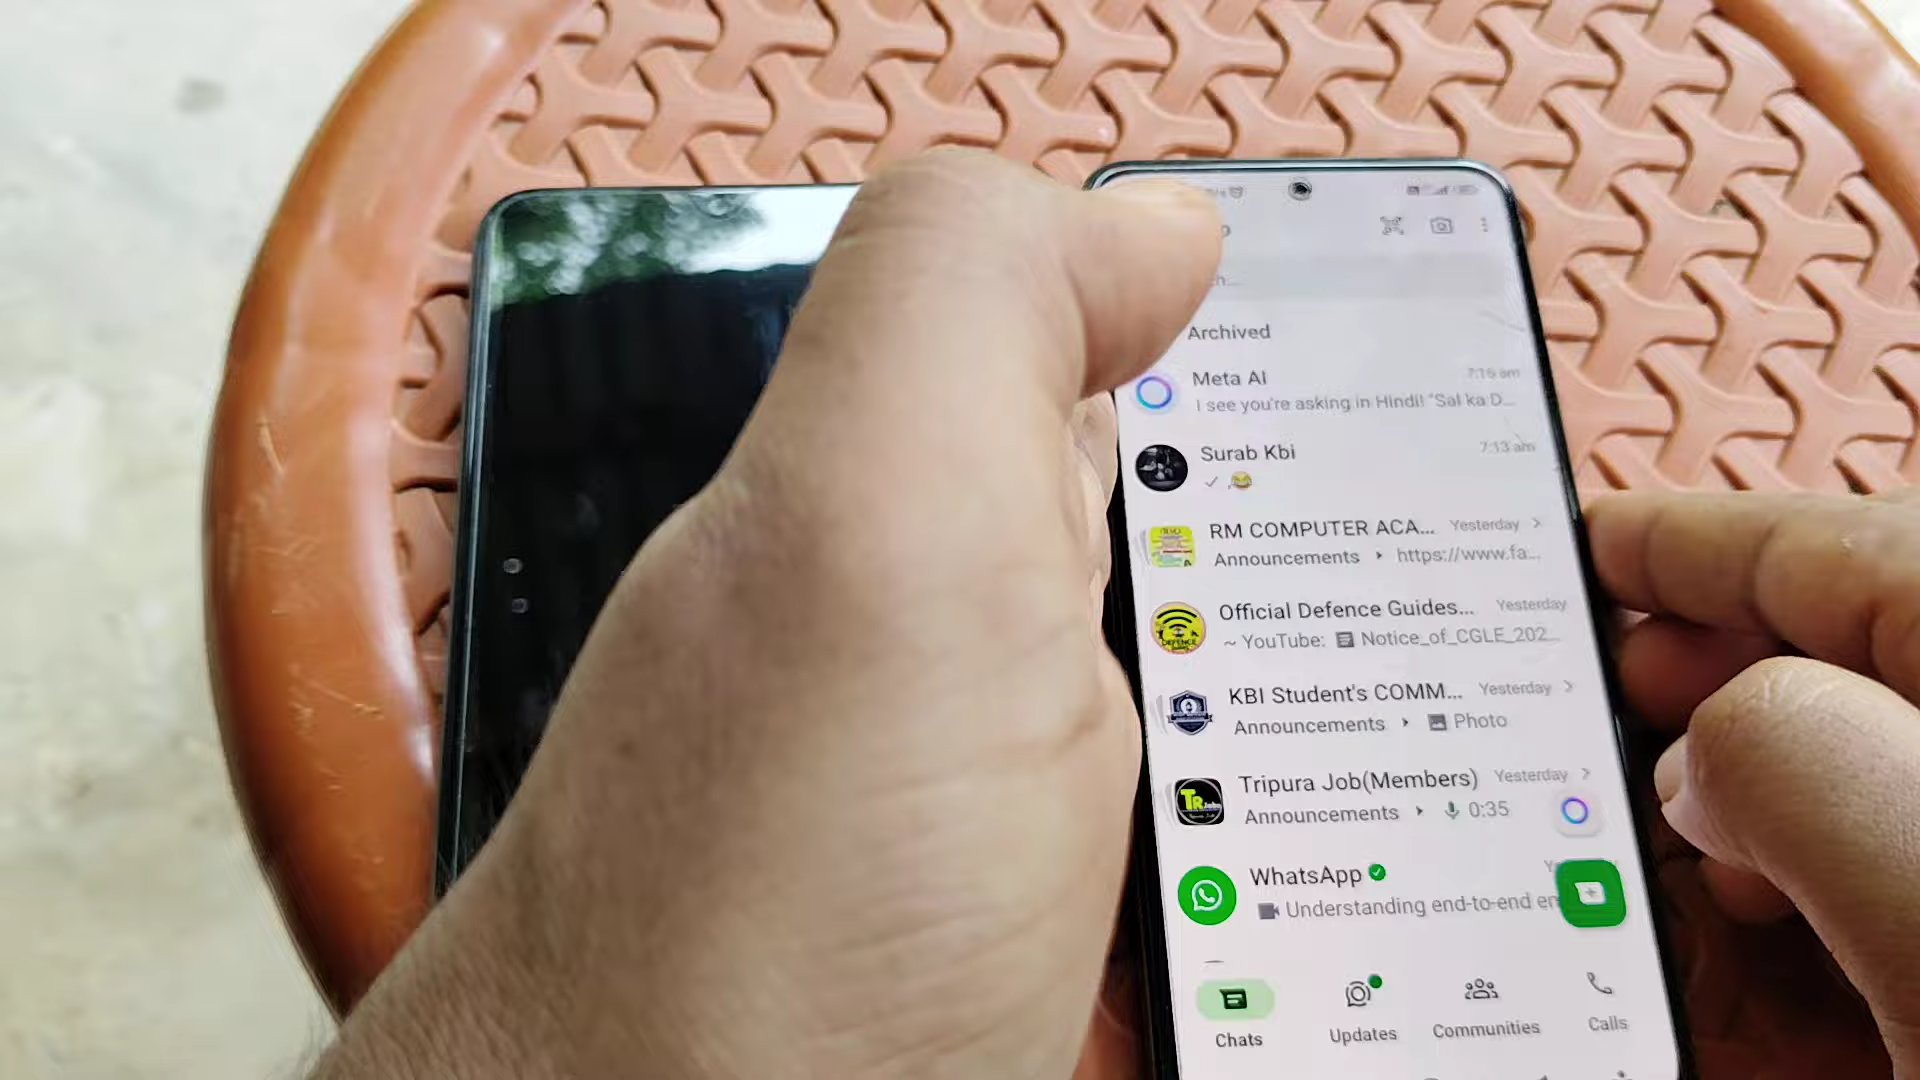 Archived
Meta AI
7:16 am
I see you're asking in Hindi! "Sal ka D...
Surab Kbi
7:13 am
RM COMPUTER ACA...
Yesterday
Announcements
https://www.fa...
Official Defence Guides...
Yesterday
~ YouTube: Notice_of_CGLE_202...
KBI Student's COMM...
Yesterday
Announcements
Photo
Tripura Job(Members)
Yesterday
Announcements
0:35
WhatsApp
Understanding end-to-end en
Chats
Updates
Communities
Calls